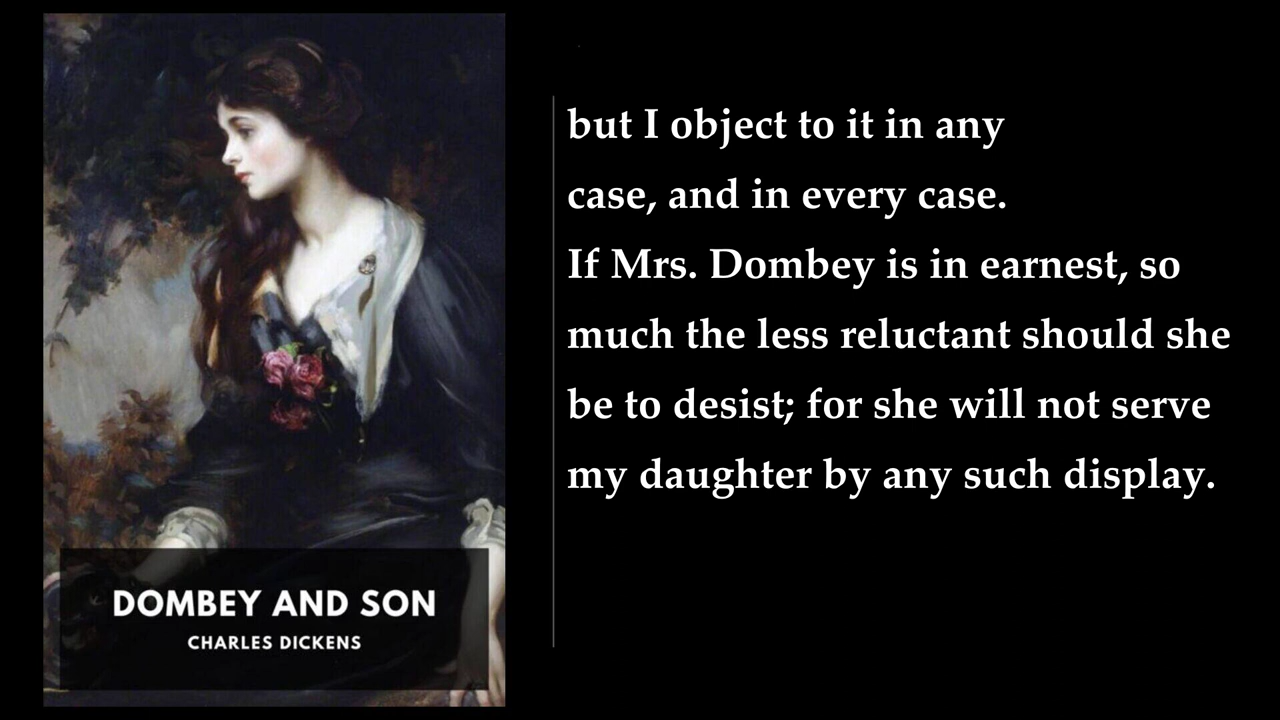 DOMBEY AND SON
CHARLES DICKENS
but I object to it in any
case, and in every case.
If Mrs. Dombey is in earnest, so
much the less reluctant should she
be to desist; for she will not serve
my daughter by any such display.